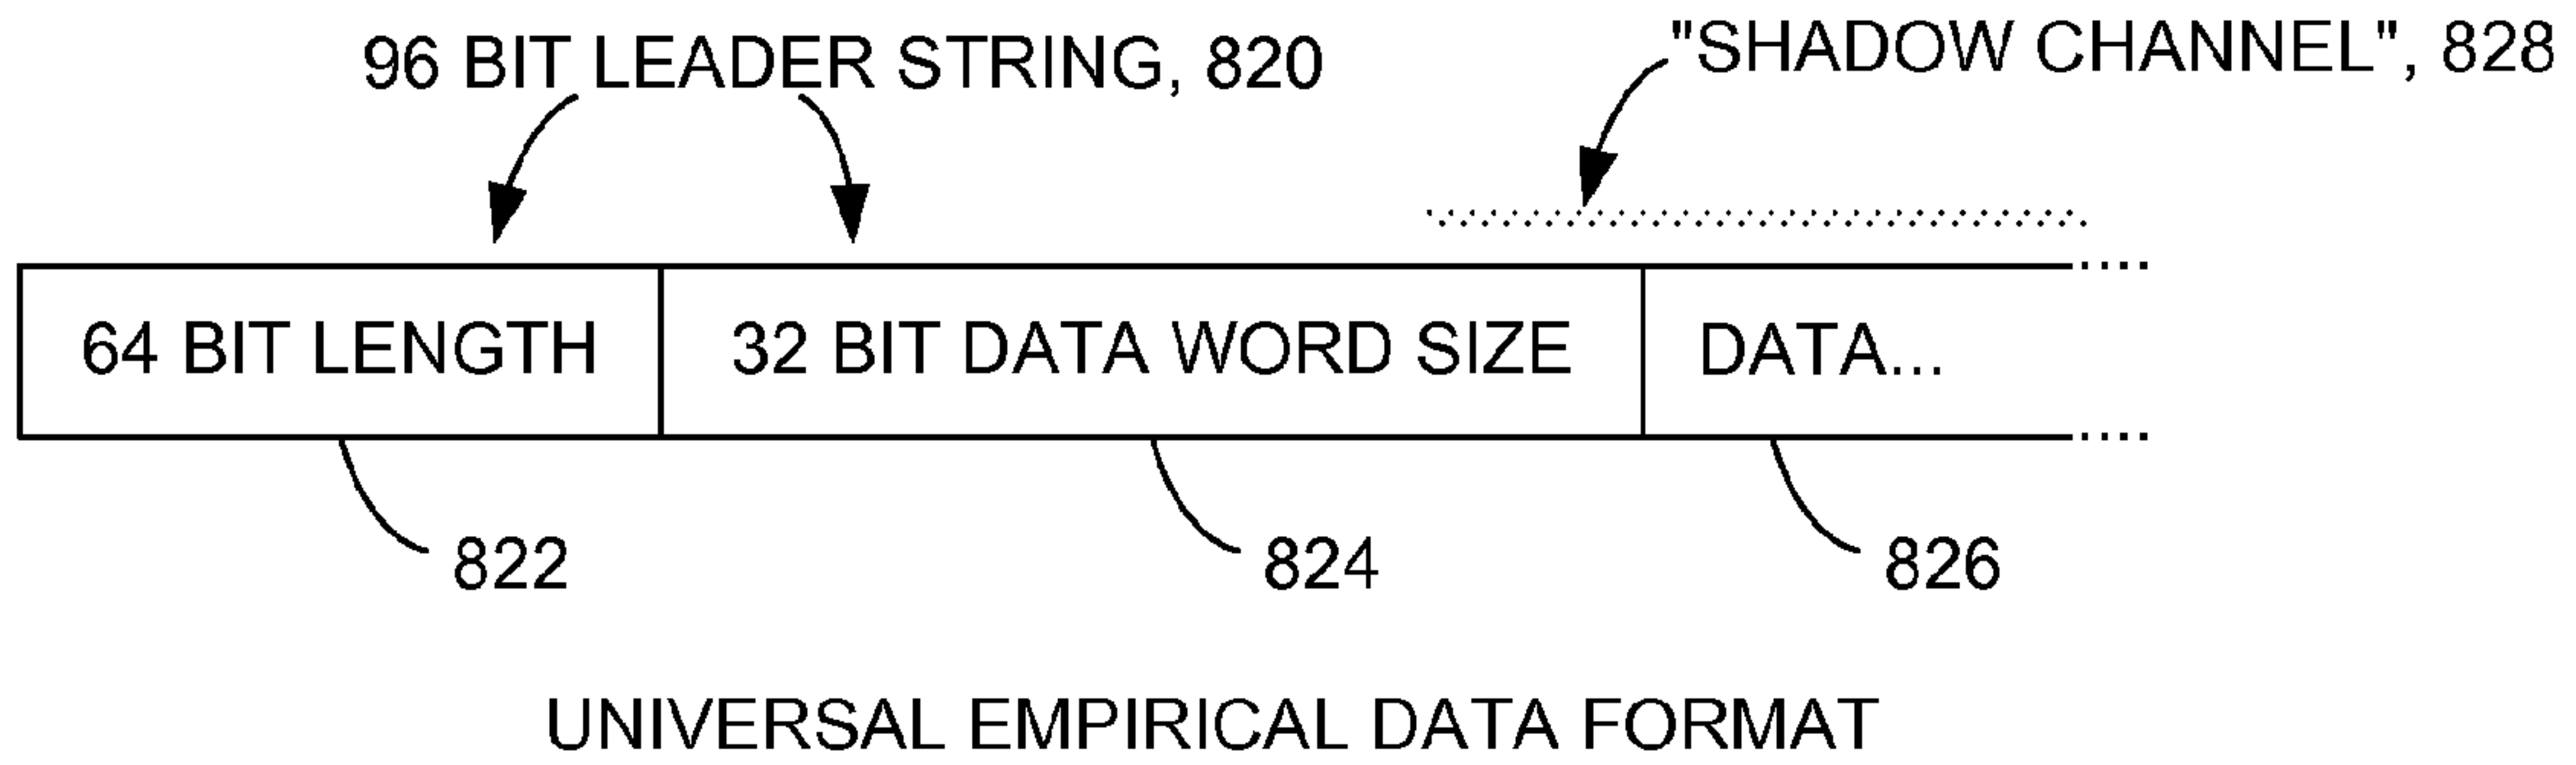 96 BIT LEADER STRING, 820
"SHADOW CHANNEL", 828
64 BIT LENGTH
32 BIT DATA WORD SIZE
DATA...
822
824
826
UNIVERSAL EMPIRICAL DATA FORMAT